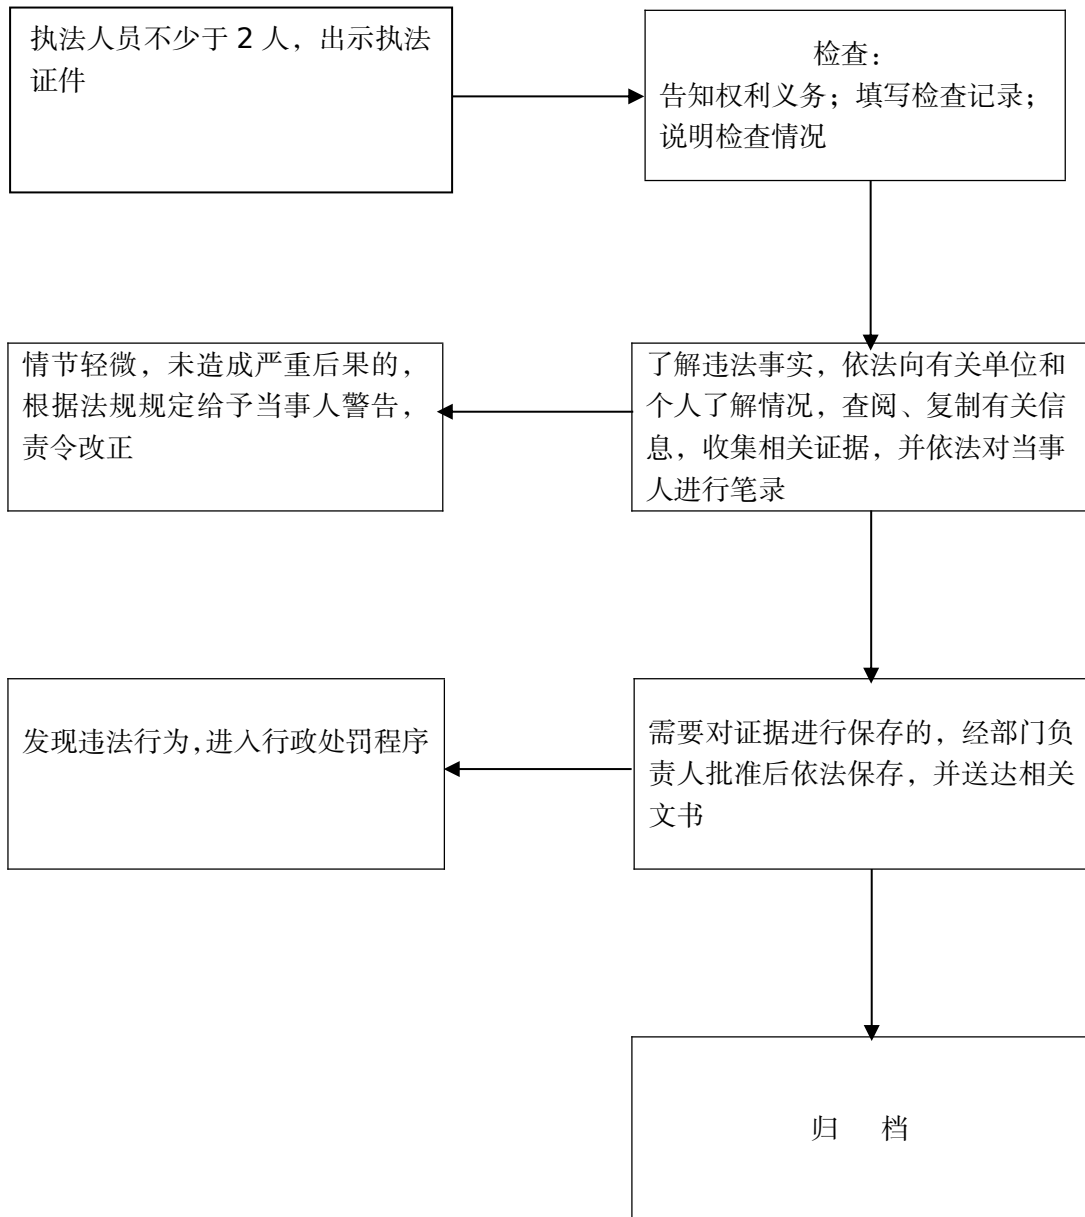 执法人员不少于 2 人，出示执法
证件
检查：
告知权利义务；填写检查记录；
说明检查情况
情节轻微，未造成严重后果的，
根据法规规定给予当事人警告，
责令改正
了解违法事实，依法向有关单位和
个人了解情况，查阅、复制有关信
息，收集相关证据，并依法对当事
人进行笔录
发现违法行为，进入行政处罚程序
需要对证据进行保存的，经部门负
责人批准后依法保存，并送达相关
文书
归 档